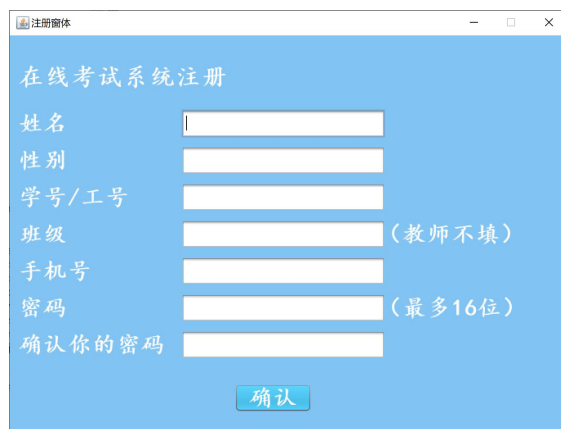 注册窗体
在线考试系统注册
姓名
性别
学号/工号
班级 (教师不填)
手机号
密码 (最多16位)
确认你的密码
确认